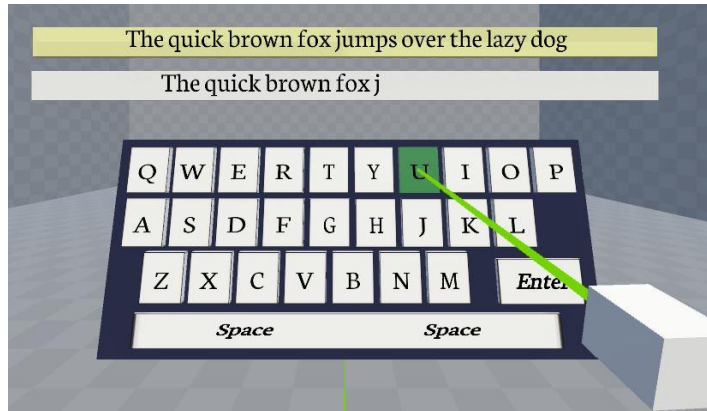 The quick brown fox jumps over the lazy dog
The quick brown fox j
Q W E R T Y U I O P
A S D F G H J K L
Z X C V B N M Enter
Space Space